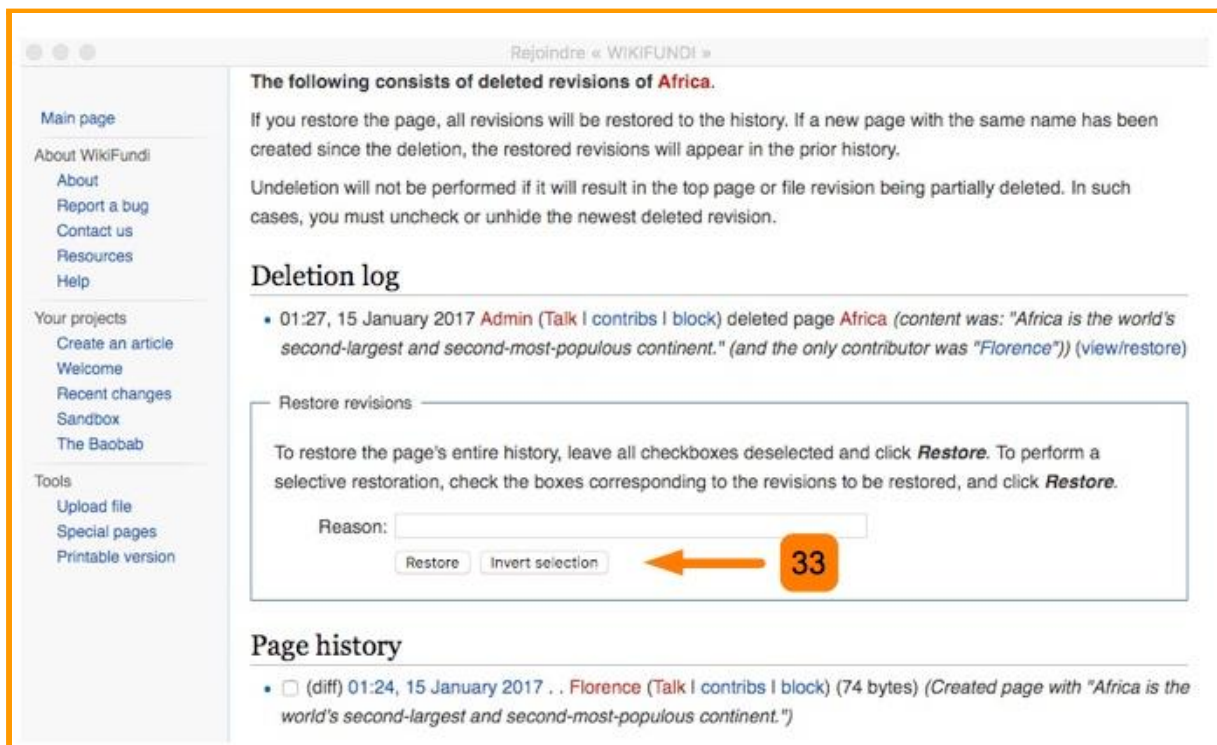 Rejoindre « WIKIFUNDI »
Main page
About WikiFundi
About
Report a bug
Contact us
Resources
Help
Your projects
Create an article
Welcome
Recent changes
Sandbox
The Baobab
Tools
Upload file
Special pages
Printable version
The following consists of deleted revisions of Africa.
If you restore the page, all revisions will be restored to the history. If a new page with the same name has been
created since the deletion, the restored revisions will appear in the prior history.
Undeletion will not be performed if it will result in the top page or file revision being partially deleted. In such
cases, you must uncheck or unhide the newest deleted revision.
Deletion log
• 01:27, 15 January 2017 Admin (Talk | contribs | block) deleted page Africa (content was: "Africa is the world's
second-largest and second-most-populous continent." (and the only contributor was "Florence")) (view/restore)
Restore revisions
To restore the page's entire history, leave all checkboxes deselected and click Restore. To perform a
selective restoration, check the boxes corresponding to the revisions to be restored, and click Restore.
Reason:
Restore Invert selection 33
Page history
• (diff) 01:24, 15 January 2017 . . Florence (Talk | contribs | block) (74 bytes) (Created page with "Africa is the
world's second-largest and second-most-populous continent.")